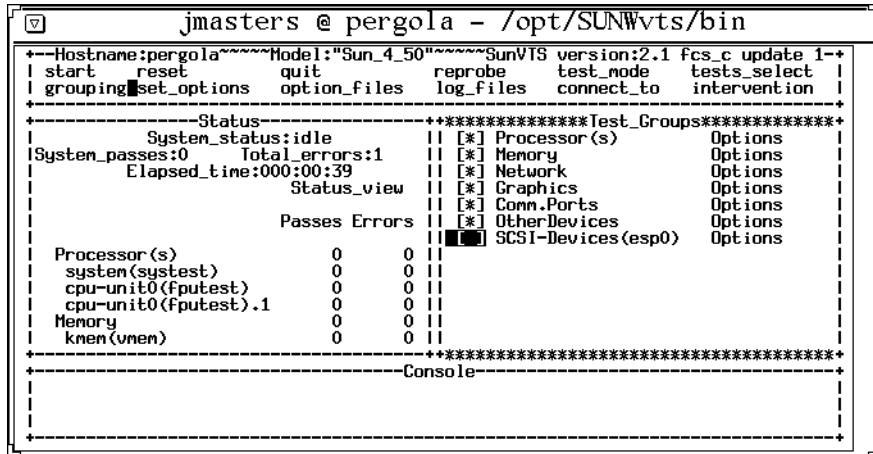 jmasters @ pergola - /opt/SUNWvts/bin
+--Hostname:pergola~~~~~Model:"Sun_4_50"~~~~~SunVTS version:2.1 fcs_c update 1-+
| start reset quit reprobe test_mode tests_select |
| grouping set_options option_files log_files connect_to intervention |
+------------------------------------------------------------------------------+
+-----------------Status-----------------++**************Test_Groups*************+
| System_status:idle || [*] Processor(s) Options |
|System_passes:0 Total_errors:1 || [*] Memory Options |
| Elapsed_time:000:00:39 || [*] Network Options |
| Status_view || [*] Graphics Options |
| || [*] Comm.Ports Options |
| Passes Errors || [*] OtherDevices Options |
| || [ ] SCSI-Devices(esp0) Options |
| Processor(s) 0 0 || |
| system(systest) 0 0 || |
| cpu-unit0(fputest) 0 0 || |
| cpu-unit0(fputest).1 0 0 || |
| Memory 0 0 || |
| kmem(vmem) 0 0 || |
+----------------------------------------++***************************************+
+-------------------------------------Console----------------------------------+
| |
| |
| |
+------------------------------------------------------------------------------+